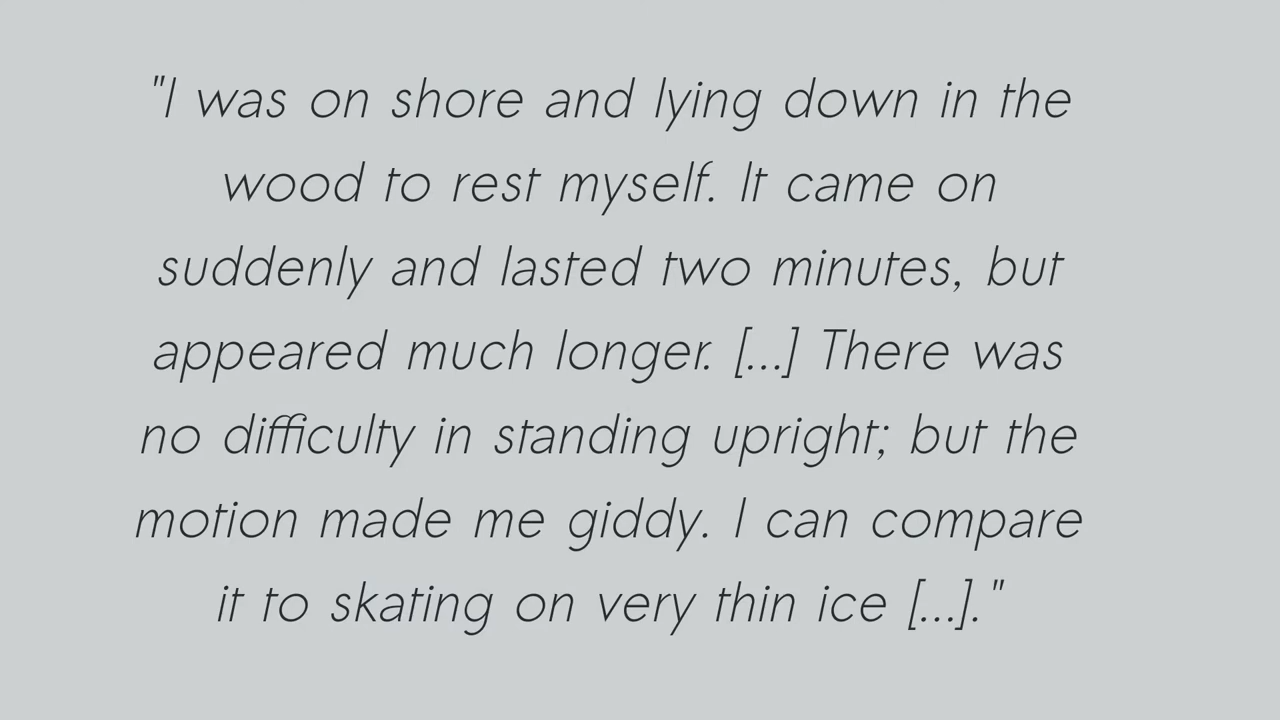 "I was on shore and lying down in the
wood to rest myself. It came on
suddenly and lasted two minutes, but
appeared much longer. [...] There was
no difficulty in standing upright; but the
motion made me giddy. I can compare
it to skating on very thin ice [...]."